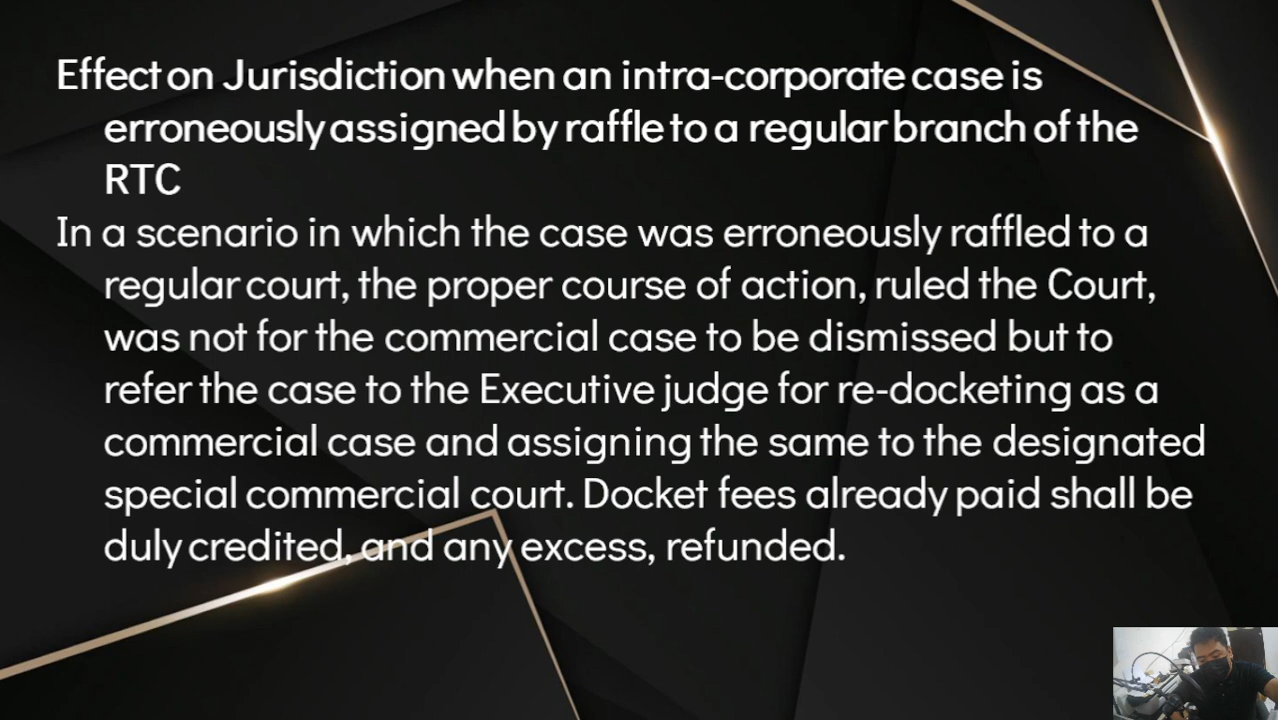 Effect on Jurisdiction when an intra-corporate case is
erroneously assigned by raffle to a regular branch of the
RTC
In a scenario in which the case was erroneously raffled to a
regular court, the proper course of action, ruled the Court,
was not for the commercial case to be dismissed but to
refer the case to the Executive judge for re-docketing as a
commercial case and assigning the same to the designated
special commercial court. Docket fees already paid shall be
duly credited, and any excess, refunded.